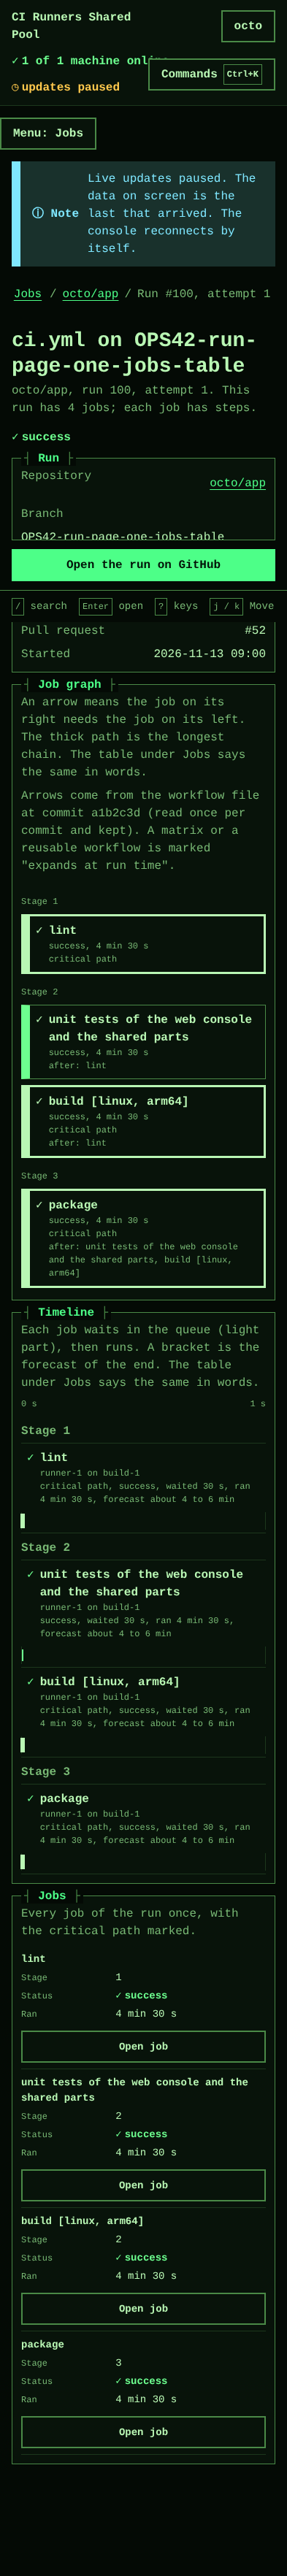 CI Runners Shared
Pool
octo
✓ 1 of 1 machine
◷ updates paused
Commands Ctrl+K
Menu: Jobs
ⓘ Note
Live updates paused. The
data on screen is the
last that arrived. The
console reconnects by
itself.
Jobs / octo/app / Run #100, attempt 1
ci.yml on OPS42-run-
page-one-jobs-table
octo/app, run 100, attempt 1. This
run has 4 jobs; each job has steps.
✓ success
Run
Repository
octo/app
Branch
OPS42-run-page-one-jobs-table
Open the run on GitHub
/ search Enter open ? keys j / k Move
Pull request #52
Started 2026-11-13 09:00
Job graph
An arrow means the job on its
right needs the job on its left.
The thick path is the longest
chain. The table under Jobs says
the same in words.
Arrows come from the workflow file
at commit a1b2c3d (read once per
commit and kept). A matrix or a
reusable workflow is marked
"expands at run time".
Stage 1
✓ lint
success, 4 min 30 s
critical path
Stage 2
✓ unit tests of the web console
and the shared parts
success, 4 min 30 s
after: lint
✓ build [linux, arm64]
success, 4 min 30 s
critical path
after: lint
Stage 3
✓ package
success, 4 min 30 s
critical path
after: unit tests of the web console
and the shared parts, build [linux,
arm64]
Timeline
Each job waits in the queue (light
part), then runs. A bracket is the
forecast of the end. The table
under Jobs says the same in words.
0 s 1 s
Stage 1
✓ lint
runner-1 on build-1
critical path, success, waited 30 s, ran
4 min 30 s, forecast about 4 to 6 min
Stage 2
✓ unit tests of the web console
and the shared parts
runner-1 on build-1
success, waited 30 s, ran 4 min 30 s,
forecast about 4 to 6 min
✓ build [linux, arm64]
runner-1 on build-1
critical path, success, waited 30 s, ran
4 min 30 s, forecast about 4 to 6 min
Stage 3
✓ package
runner-1 on build-1
critical path, success, waited 30 s, ran
4 min 30 s, forecast about 4 to 6 min
Jobs
Every job of the run once, with
the critical path marked.
lint
Stage 1
Status ✓ success
Ran 4 min 30 s
Open job
unit tests of the web console and the
shared parts
Stage 2
Status ✓ success
Ran 4 min 30 s
Open job
build [linux, arm64]
Stage 2
Status ✓ success
Ran 4 min 30 s
Open job
package
Stage 3
Status ✓ success
Ran 4 min 30 s
Open job